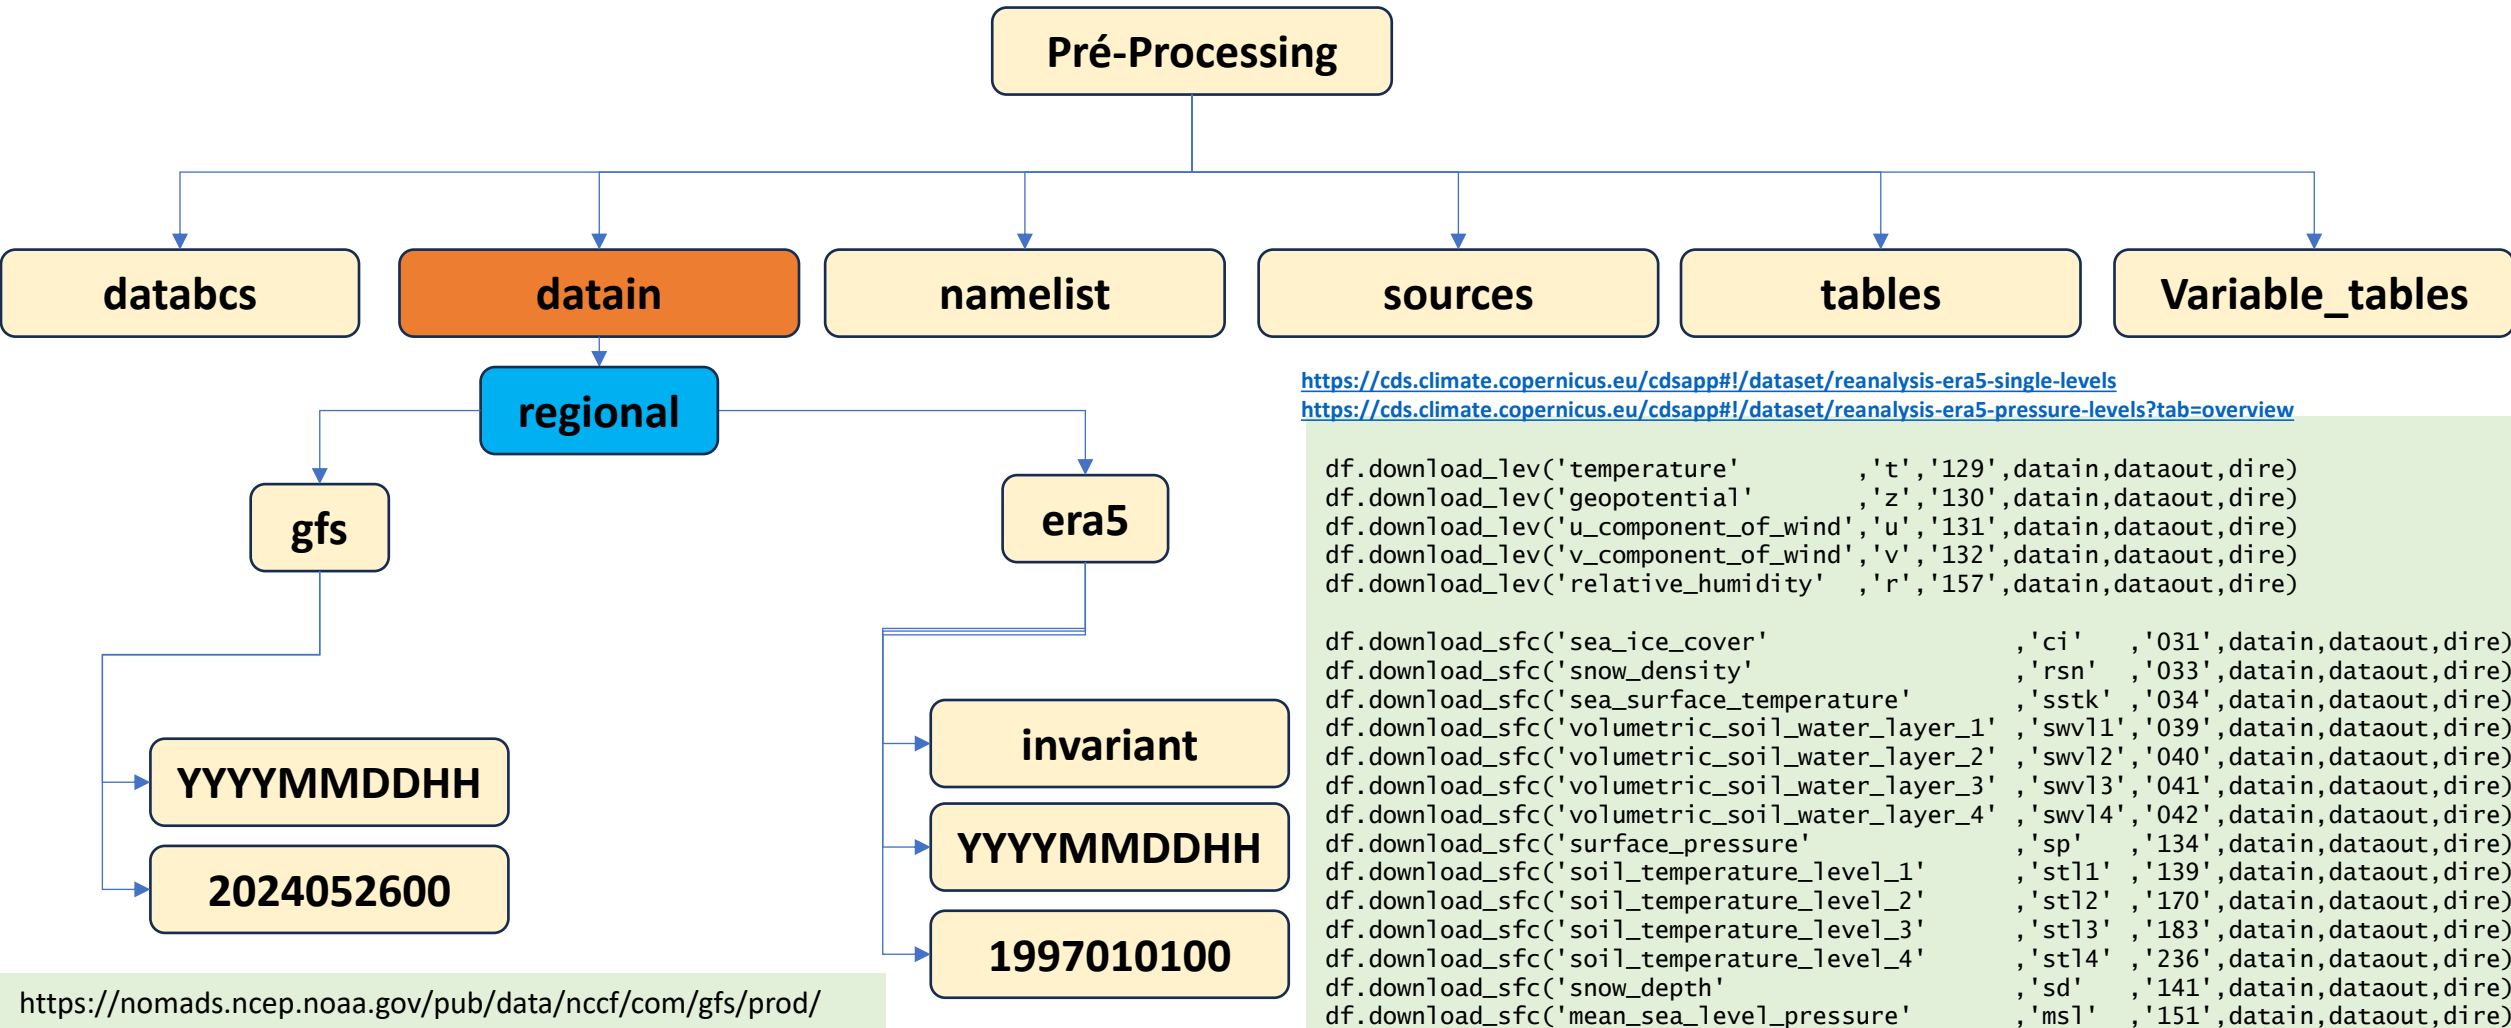 Pré-Processing
databcs
datain
namelist
sources
tables
Variable_tables
regional
gfs
era5
YYYYMMDDHH
2024052600
invariant
YYYYMMDDHH
1997010100
https://nomads.ncep.noaa.gov/pub/data/nccf/com/gfs/prod/
https://cds.climate.copernicus.eu/cdsapp#!/dataset/reanalysis-era5-single-levels
https://cds.climate.copernicus.eu/cdsapp#!/dataset/reanalysis-era5-pressure-levels?tab=overview
df.download_lev('temperature'        ,'t','129',datain,dataout,dire)
df.download_lev('geopotential'       ,'z','130',datain,dataout,dire)
df.download_lev('u_component_of_wind','u','131',datain,dataout,dire)
df.download_lev('v_component_of_wind','v','132',datain,dataout,dire)
df.download_lev('relative_humidity'  ,'r','157',datain,dataout,dire)
df.download_sfc('sea_ice_cover'                 ,'ci'   ,'031',datain,dataout,dire)
df.download_sfc('snow_density'                  ,'rsn'  ,'033',datain,dataout,dire)
df.download_sfc('sea_surface_temperature'       ,'sstk' ,'034',datain,dataout,dire)
df.download_sfc('volumetric_soil_water_layer_1' ,'swvl1','039',datain,dataout,dire)
df.download_sfc('volumetric_soil_water_layer_2' ,'swvl2','040',datain,dataout,dire)
df.download_sfc('volumetric_soil_water_layer_3' ,'swvl3','041',datain,dataout,dire)
df.download_sfc('volumetric_soil_water_layer_4' ,'swvl4','042',datain,dataout,dire)
df.download_sfc('surface_pressure'              ,'sp'   ,'134',datain,dataout,dire)
df.download_sfc('soil_temperature_level_1'      ,'stl1' ,'139',datain,dataout,dire)
df.download_sfc('soil_temperature_level_2'      ,'stl2' ,'170',datain,dataout,dire)
df.download_sfc('soil_temperature_level_3'      ,'stl3' ,'183',datain,dataout,dire)
df.download_sfc('soil_temperature_level_4'      ,'stl4' ,'236',datain,dataout,dire)
df.download_sfc('snow_depth'                    ,'sd'   ,'141',datain,dataout,dire)
df.download_sfc('mean_sea_level_pressure'       ,'msl'  ,'151',datain,dataout,dire)